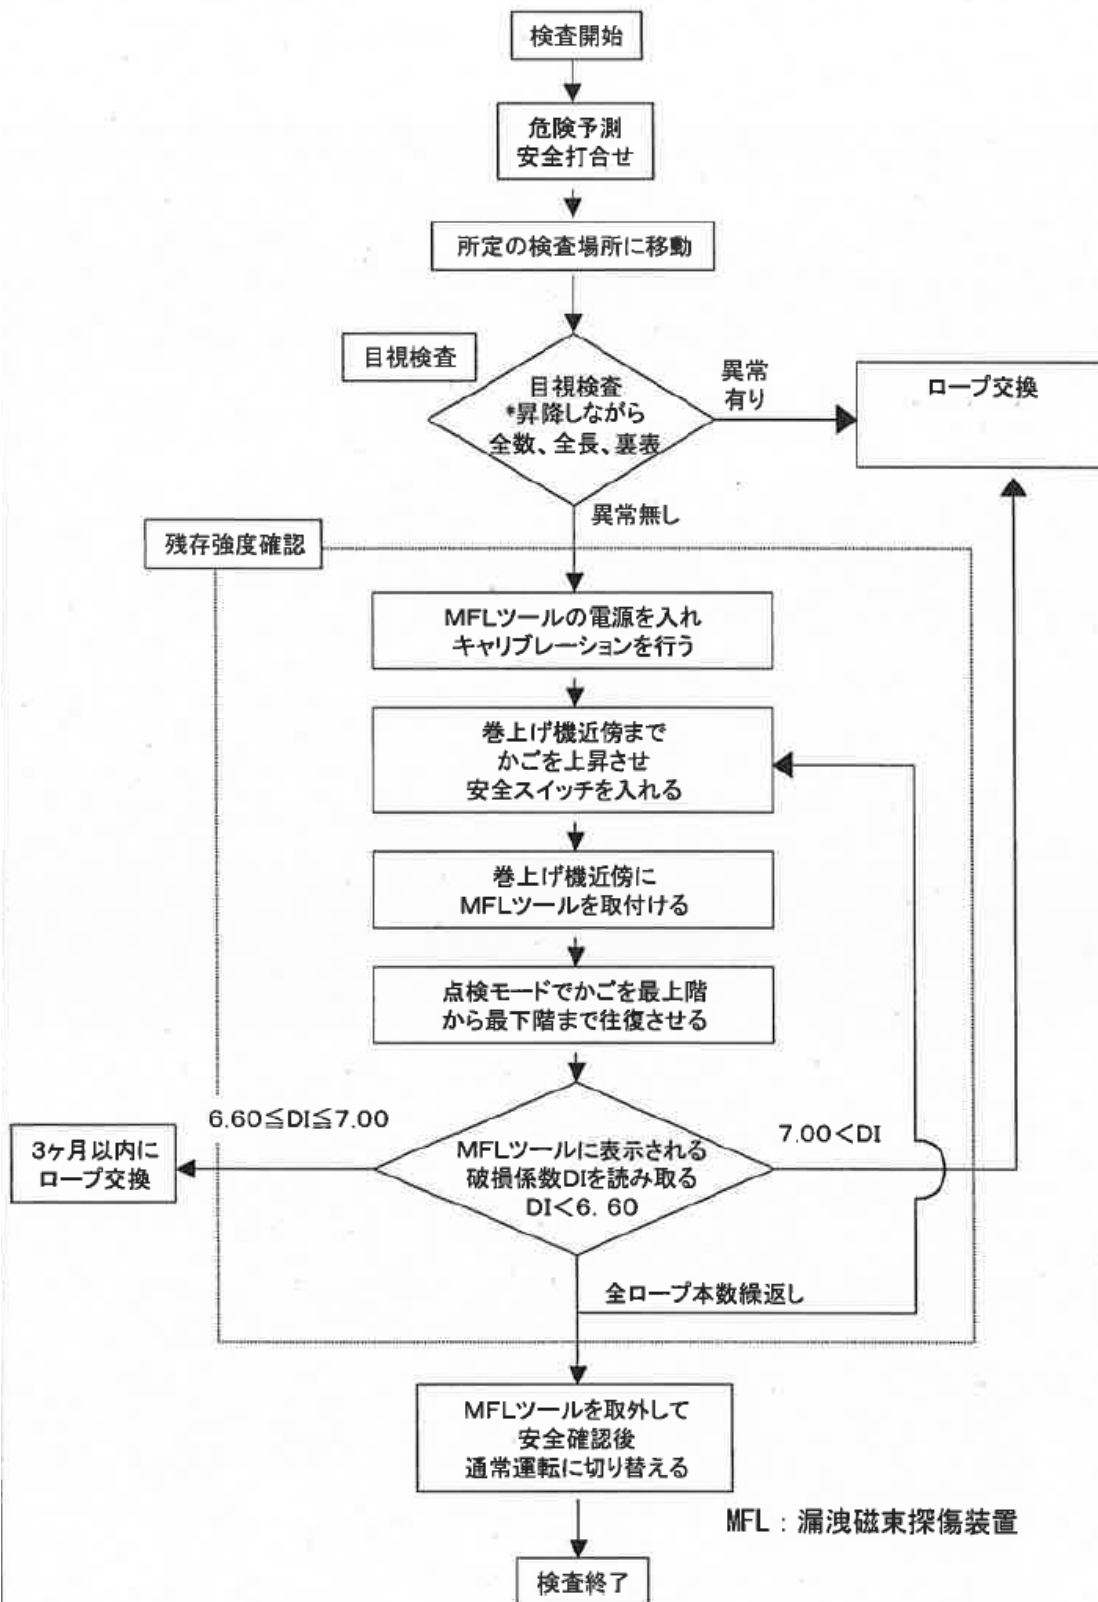 検査開始
危険予測
安全打合せ
所定の検査場所に移動
目視検査
目視検査
*昇降しながら
全数、全長、裏表
異常
有り
ロープ交換
異常無し
残存強度確認
MFLツールの電源を入れ
キャリブレーションを行う
巻上げ機近傍まで
かごを上昇させ
安全スイッチを入れる
巻上げ機近傍に
MFLツールを取付ける
点検モードでかごを最上階
から最下階まで往復させる
6.60≦DI≦7.00
3ヶ月以内に
ロープ交換
MFLツールに表示される
破損係数DIを読み取る
DI<6.60
7.00<DI
全ロープ本数繰返し
MFLツールを取外して
安全確認後
通常運転に切り替える
MFL:漏洩磁束探傷装置
検査終了